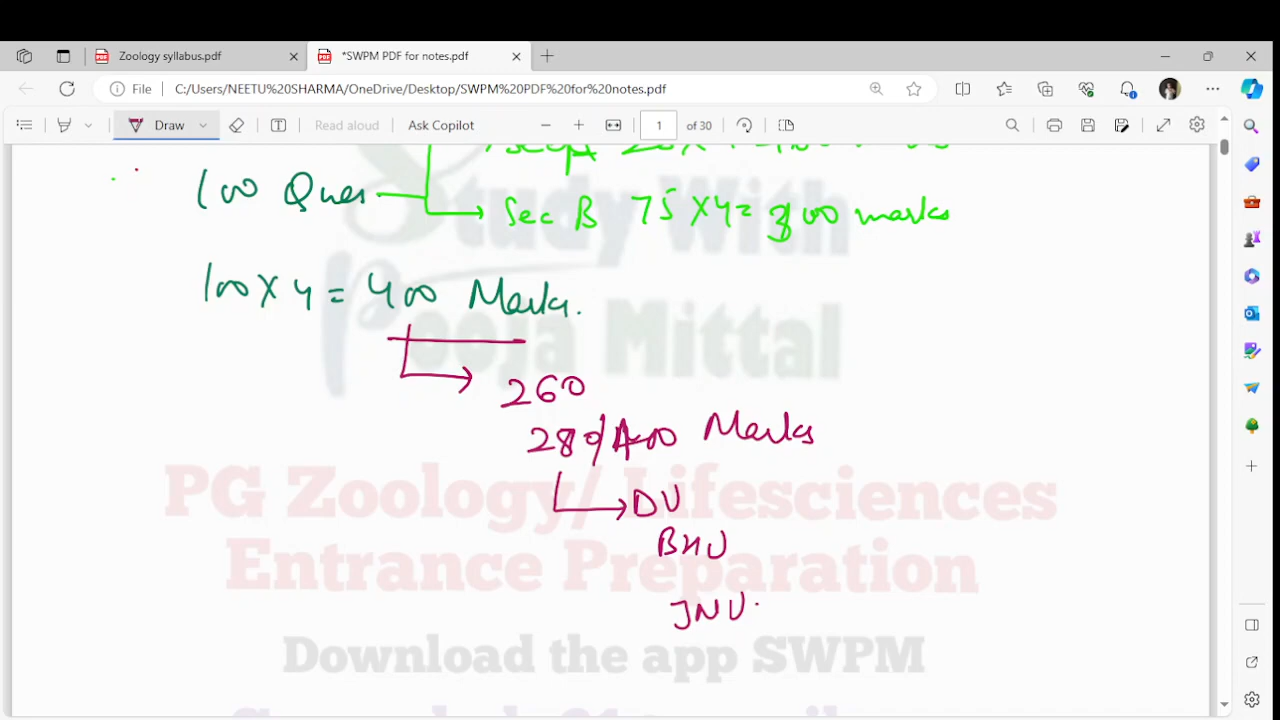 Zoology syllabus.pdf
*SWPM PDF for notes.pdf
File
C:/Users/NEETU%20SHARMA/OneDrive/Desktop/SWPM%20PDF%20for%20notes.pdf
Draw
Read aloud
Ask Copilot
1
of 30
100 Ques
Sec B 75 X 4 = 300 marks
Study With
100 X 4 = 400 Marks.
Pooja Mittal
260
280/400 Marks
PG Zoology/ Lifesciences
DU
BHU
Entrance Preparation
JNU.
Download the app SWPM